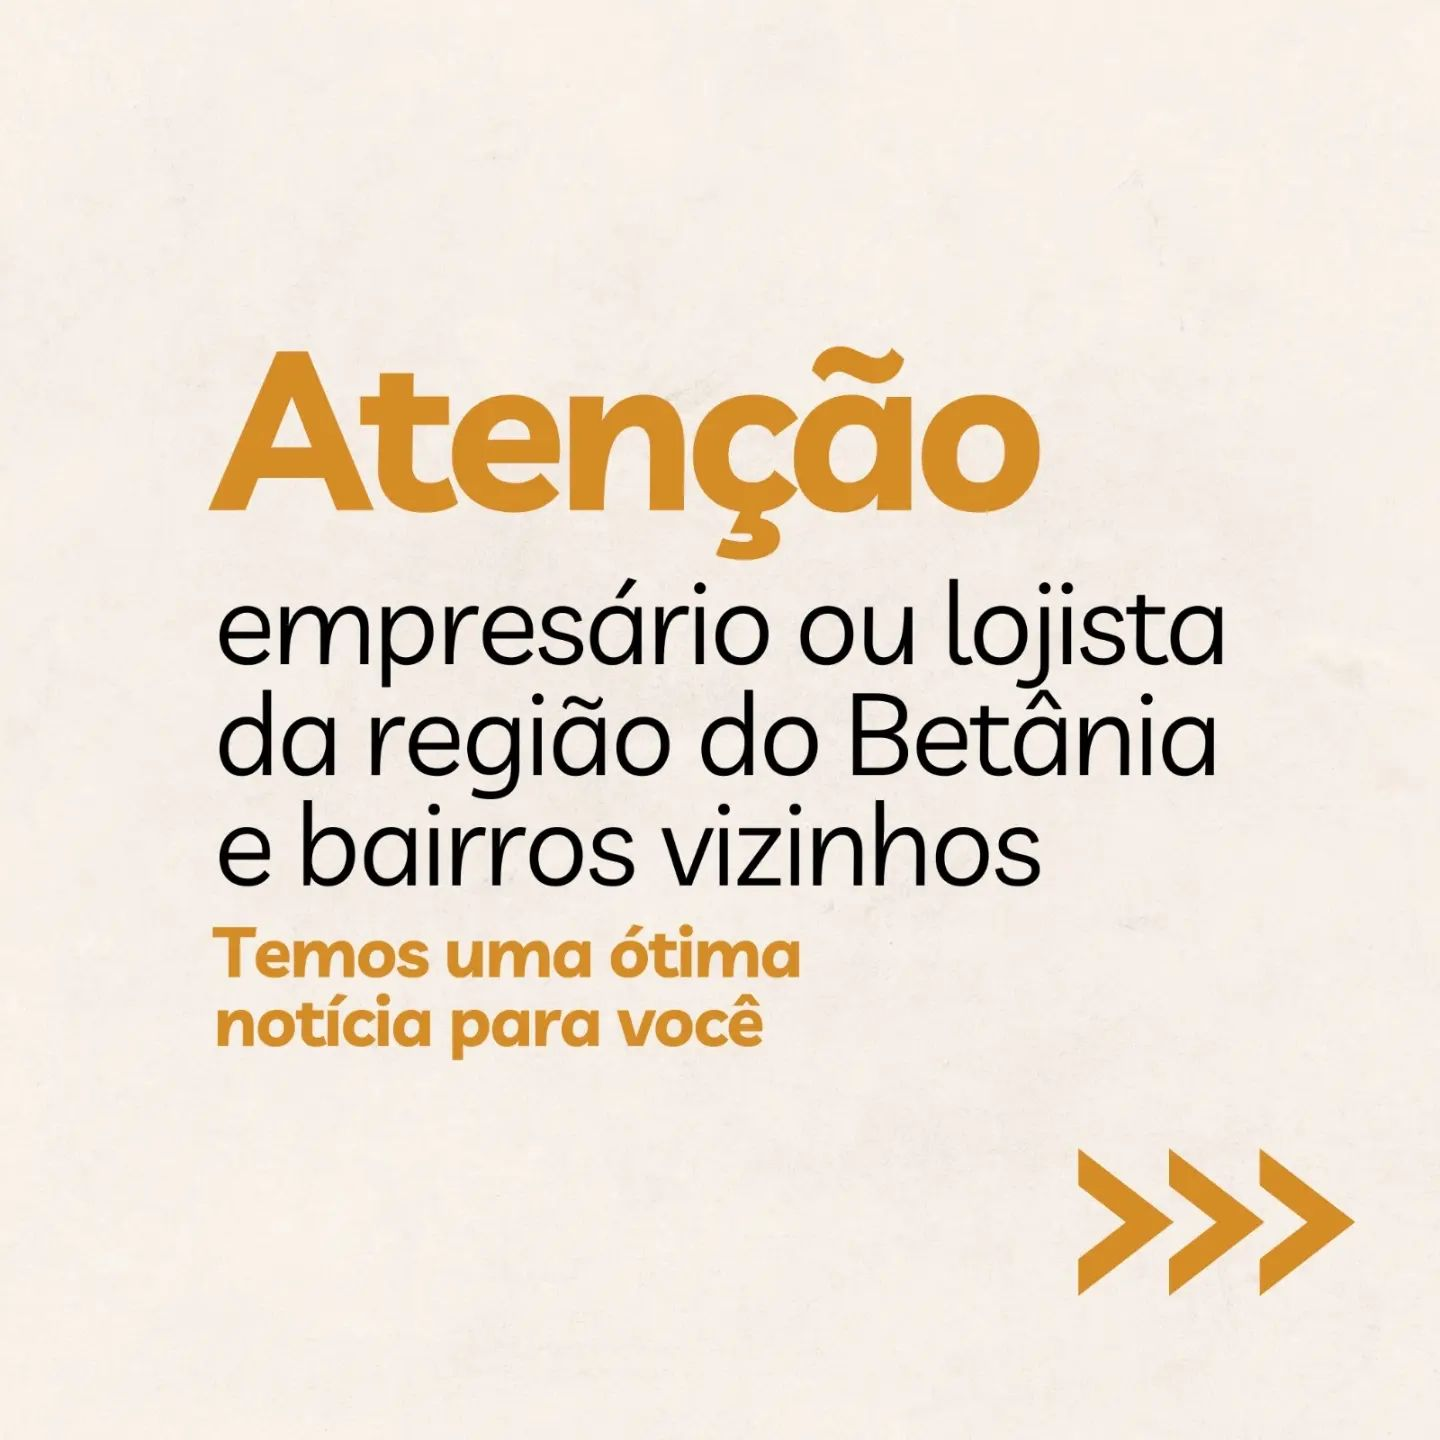 Atenção
empresário ou lojista
da região do Betânia
e bairros vizinhos
Temos uma ótima
notícia para você